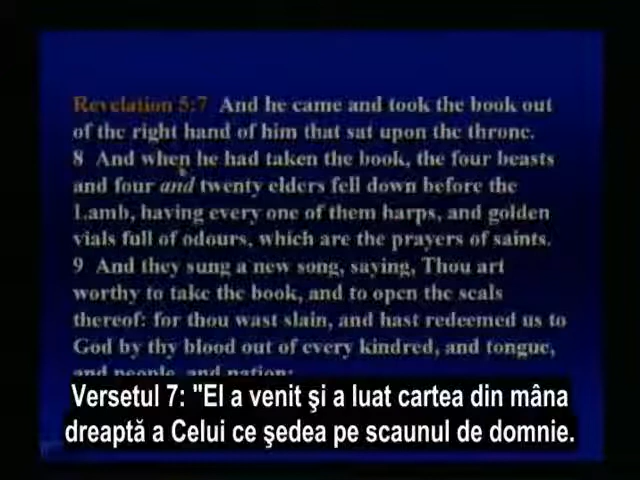 Revelation 5:7 And he came and took the book out
of the right hand of him that sat upon the throne.
8 And when he had taken the book, the four beasts
and four and twenty elders fell down before the
Lamb, having every one of them harps, and golden
vials full of odours, which are the prayers of saints.
9 And they sung a new song, saying, Thou art
worthy to take the book, and to open the seals
thereof: for thou wast slain, and hast redeemed us to
God by thy blood out of every kindred, and tongue,
and people, and nation;
Versetul 7: "El a venit şi a luat cartea din mâna
dreaptă a Celui ce şedea pe scaunul de domnie.